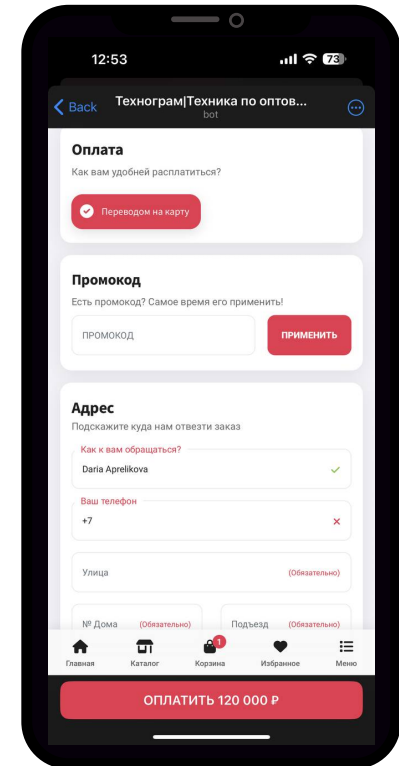 12:53
73
Back
Технограм|Техника по оптов...
bot
Оплата
Как вам удобней расплатиться?
Переводом на карту
Промокод
Есть промокод? Самое время его применить!
ПРОМОКОД
ПРИМЕНИТЬ
Адрес
Подскажите куда нам отвезти заказ
Как к вам обращаться?
Daria Aprelikova
Ваш телефон
+7
Улица (Обязательно)
№ Дома (Обязательно) Подъезд (Обязательно)
1
Главная Каталог Корзина Избранное Меню
ОПЛАТИТЬ 120 000 ₽